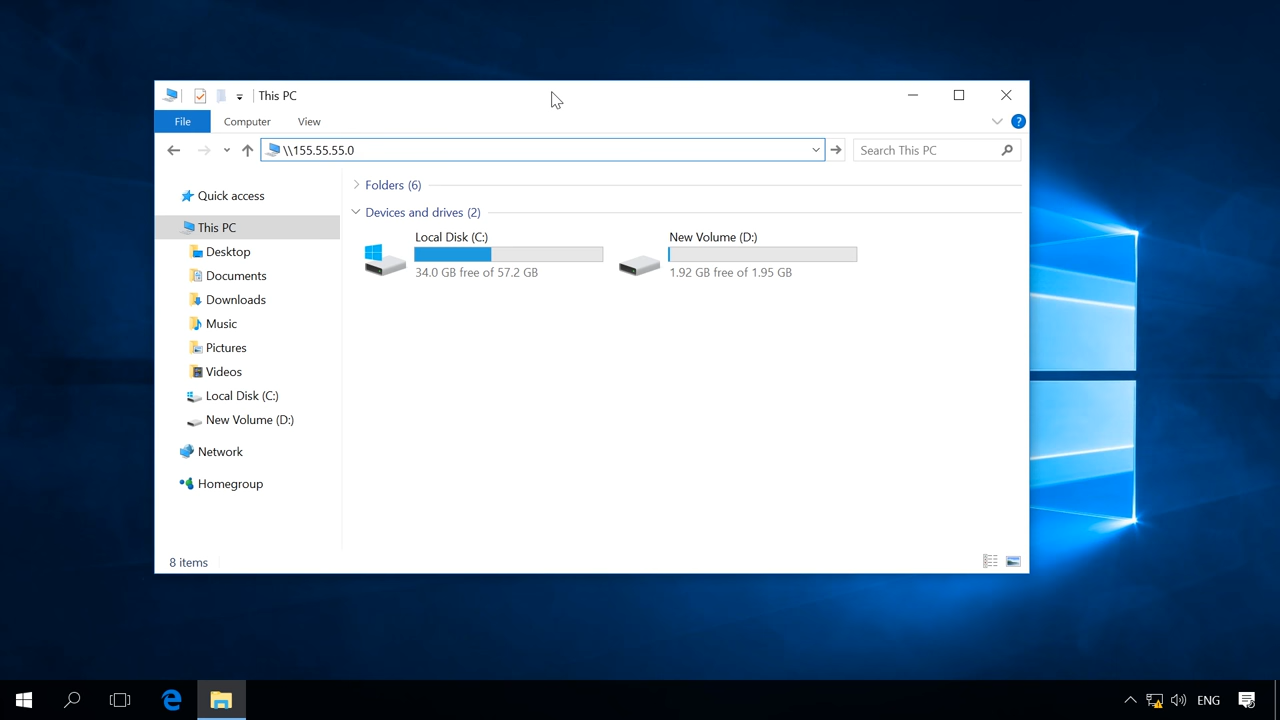 This PC
File Computer View
\\155.55.55.0 Search This PC
Quick access
This PC
Desktop
Documents
Downloads
Music
Pictures
Videos
Local Disk (C:)
New Volume (D:)
Network
Homegroup
Folders (6)
Devices and drives (2)
Local Disk (C:)
34.0 GB free of 57.2 GB
New Volume (D:)
1.92 GB free of 1.95 GB
8 items
ENG